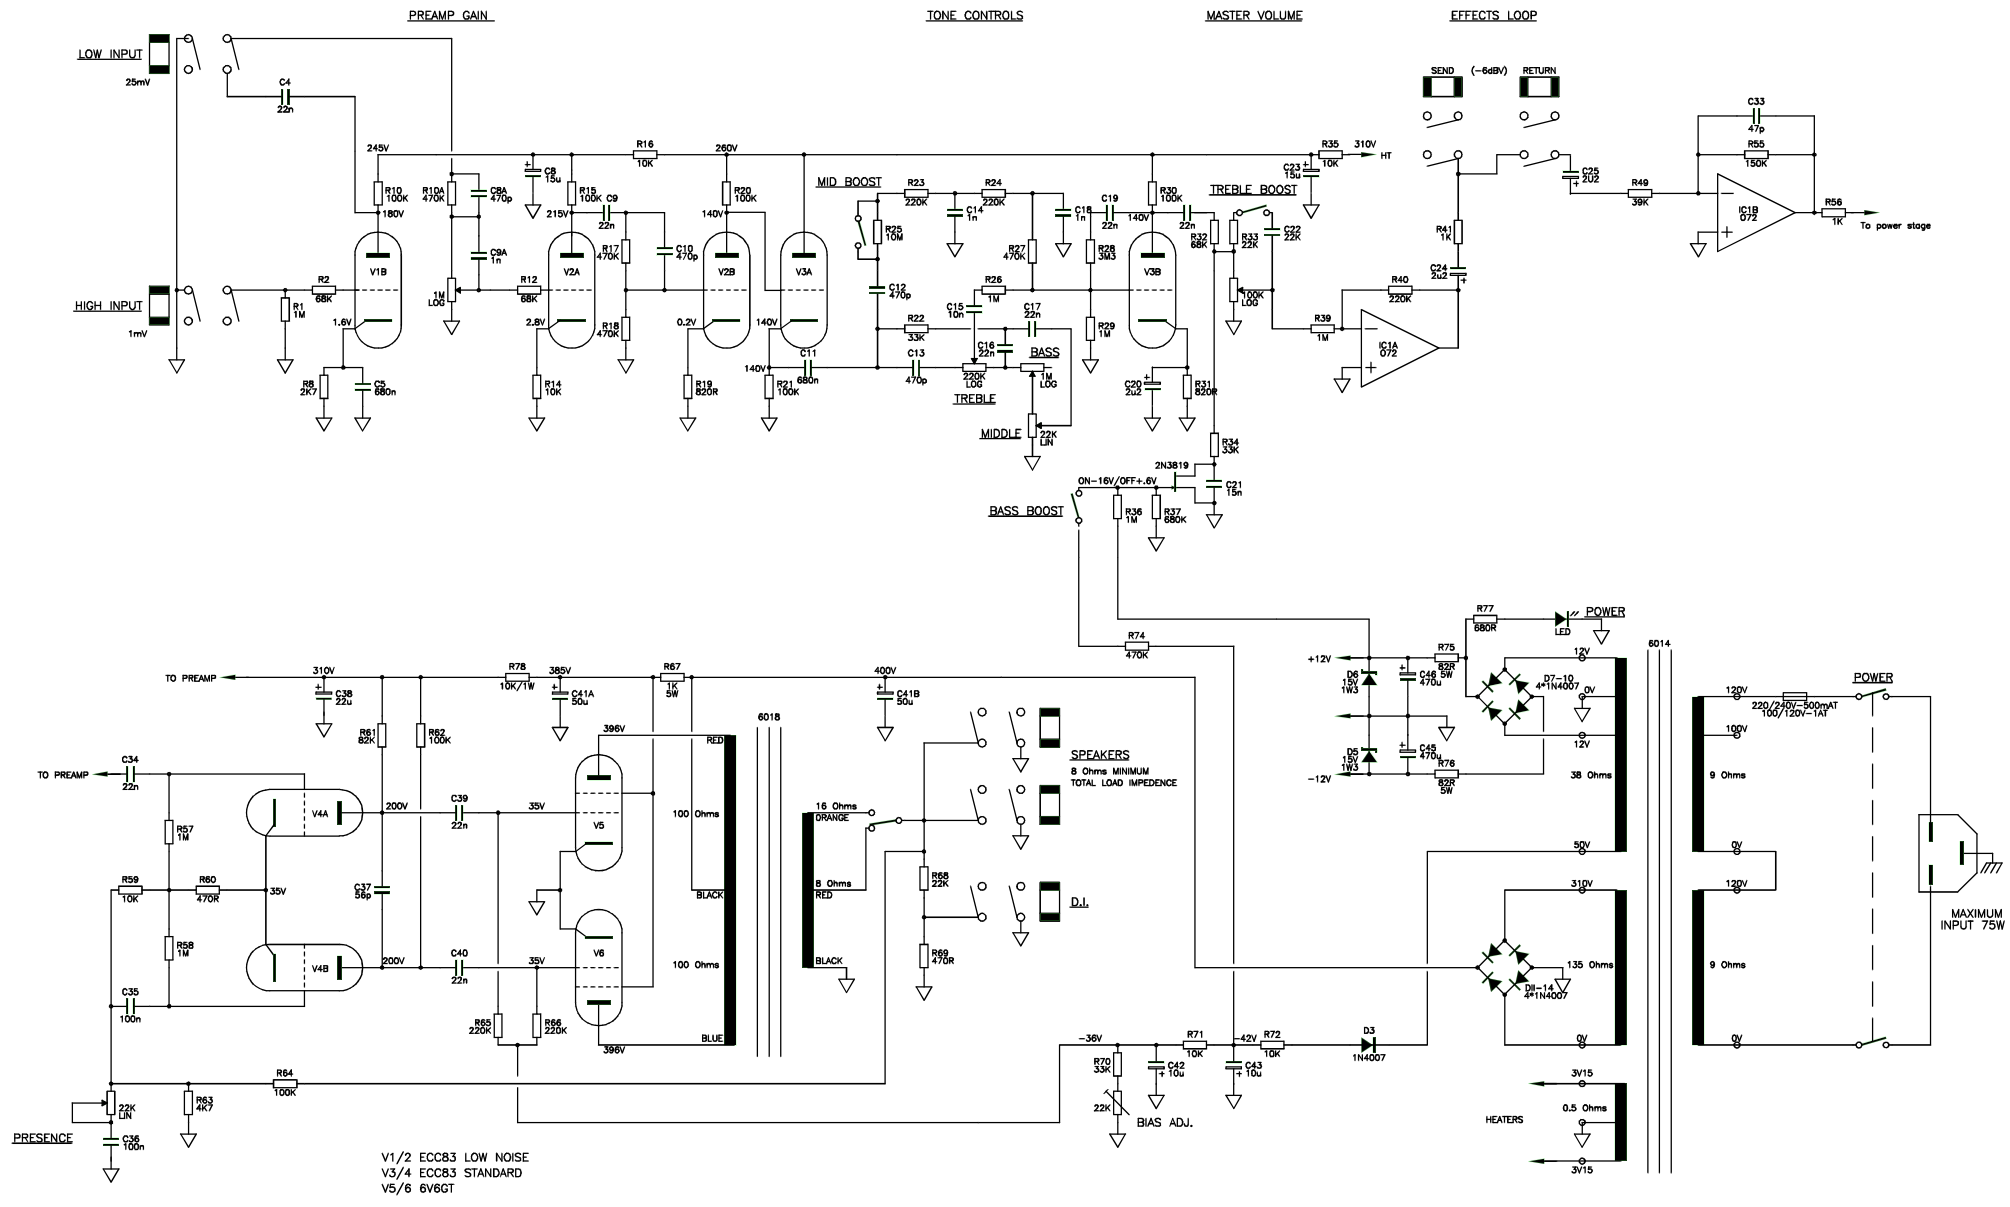 PREAMP GAIN
TONE CONTROLS
MASTER VOLUME
EFFECTS LOOP
LOW INPUT
25mV
C4
22n
HIGH INPUT
1mV
R1
1M
R2
68K
245V
R10
100K
180V
V1B
1.6V
R8
2K7
C5
680n
R10A
470K
C8A
470p
C9A
1n
1M
LOG
R12
68K
C8
15u
R15
100K
215V
C9
22n
V2A
2.8V
R14
10K
R16
10K
R17
470K
R18
470K
C10
470p
260V
R20
100K
140V
V2B
0.2V
R19
820R
V3A
140V
140V
R21
100K
C11
680n
MID BOOST
R25
10M
C12
470p
R23
220K
R24
220K
C14
1n
C18
1n
R27
470K
R26
1M
C15
10n
R22
33K
C13
470p
C17
22n
C16
22n
BASS
220K
LOG
1M
LOG
TREBLE
MIDDLE
22K
LIN
C19
22n
R28
3M3
R29
1M
R30
100K
140V
C22
22n
V3B
C20
2u2
R31
820R
R32
68K
R33
22K
TREBLE BOOST
C22
22K
100K
LOG
C23
15u
R35
10K
310V
HT
R34
33K
2N3819
C21
15n
ON-16V/OFF+.6V
BASS BOOST
R36
1M
R37
680K
R39
1M
R40
220K
IC1A
072
R41
1K
C24
2u2
SEND
(-6dBV)
RETURN
C25
2U2
R49
39K
C33
47p
R55
150K
IC1B
072
R56
1K
To power stage
R74
470K
TO PREAMP
310V
C38
22u
R61
82K
R62
100K
R78
10K/1W
385V
C41A
50u
R67
1K
5W
400V
C41B
50u
TO PREAMP
C34
22n
R57
1M
R59
10K
R60
470R
R58
1M
C35
100n
V4A
V4B
35V
200V
200V
C37
56p
C39
22n
C40
22n
35V
35V
R65
220K
R66
220K
396V
V5
V6
396V
6018
RED
100 Ohms
BLACK
100 Ohms
BLUE
16 Ohms
ORANGE
8 Ohms
RED
BLACK
R68
22K
R69
470R
SPEAKERS
8 Ohms MINIMUM
TOTAL LOAD IMPEDENCE
D.I.
R64
100K
R63
4K7
22K
LIN
PRESENCE
C36
100n
-36V
R70
33K
22K
BIAS ADJ.
C42
10u
R71
10K
-42V
C43
10u
R72
10K
D3
1N4007
+12V
-12V
D6
15V
1W3
D5
15V
1W3
C46
470u
C45
470u
R75
82R
5W
R76
82R
5W
R77
680R
LED
POWER
D7-10
4*1N4007
12V
0V
12V
38 Ohms
50V
310V
135 Ohms
D11-14
4*1N4007
0V
3V15
HEATERS
0.5 Ohms
3V15
6014
120V
100V
9 Ohms
0V
120V
9 Ohms
0V
220/240V-500mAT
100/120V-1AT
POWER
MAXIMUM
INPUT 75W
V1/2 ECC83 LOW NOISE
V3/4 ECC83 STANDARD
V5/6 6V6GT